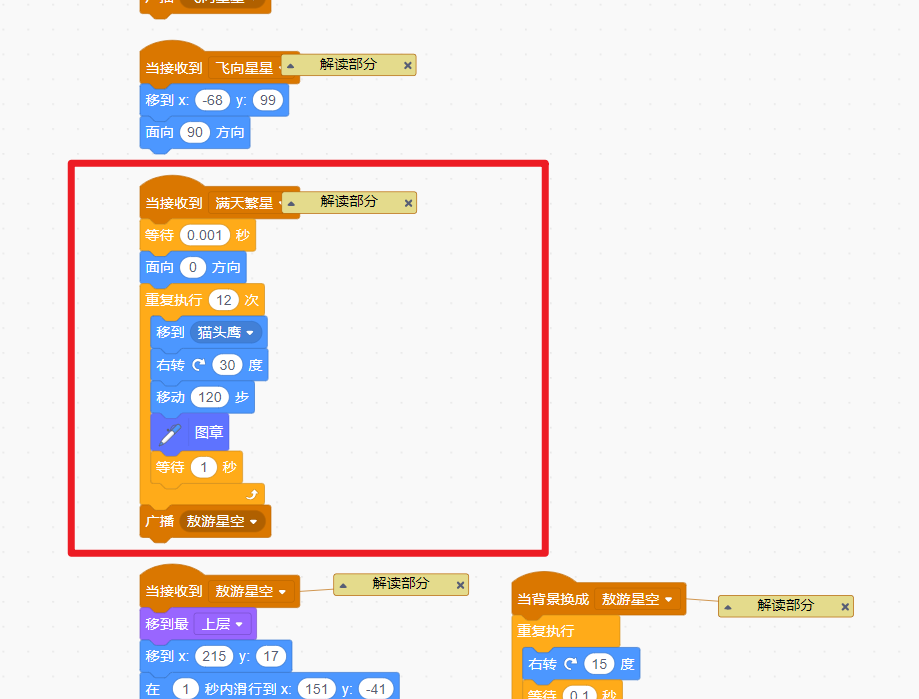 广播 飞向星星
当接收到 飞向星星 解读部分
移到 x: -68 y: 99
面向 90 方向
当接收到 满天繁星 解读部分
等待 0.001 秒
面向 0 方向
重复执行 12 次
移到 猫头鹰
右转 30 度
移动 120 步
图章
等待 1 秒
广播 敖游星空
当接收到 敖游星空 解读部分
移到最 上层
移到 x: 215 y: 17
在 1 秒内滑行到 x: 151 y: -41
当背景换成 敖游星空 解读部分
重复执行
右转 15 度
等待 0.1 秒